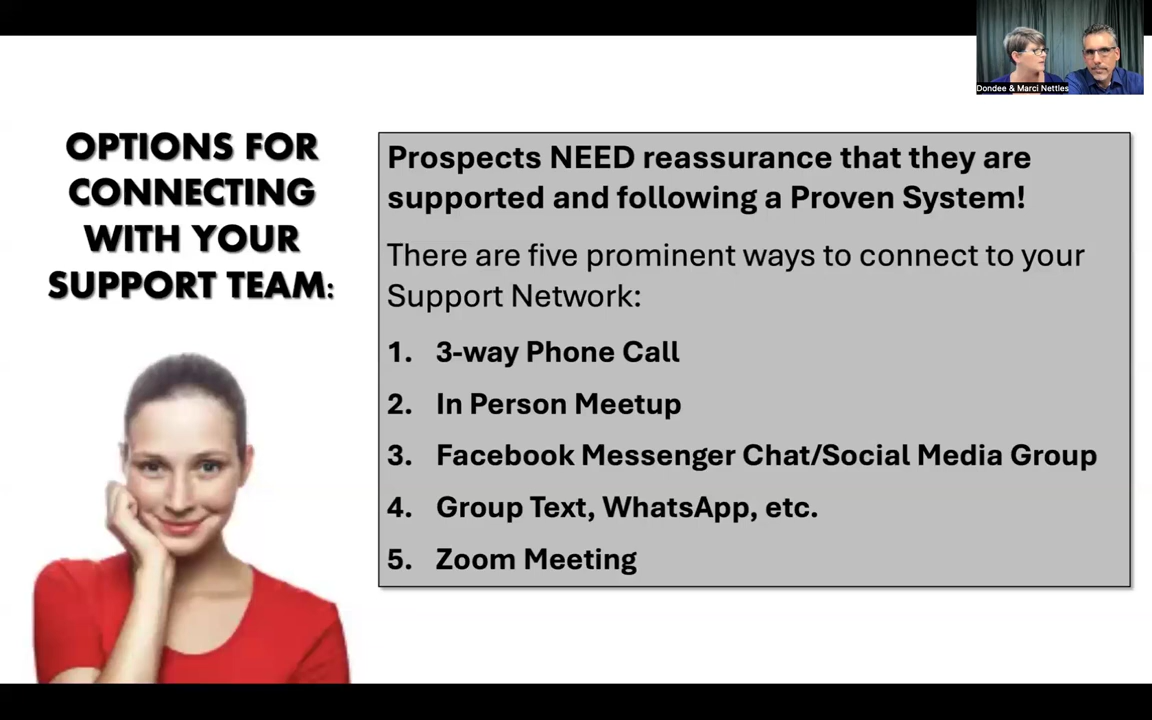 Dondee & Marci Nettles
OPTIONS FOR
CONNECTING
WITH YOUR
SUPPORT TEAM:
Prospects NEED reassurance that they are
supported and following a Proven System!
There are five prominent ways to connect to your
Support Network:
1. 3-way Phone Call
2. In Person Meetup
3. Facebook Messenger Chat/Social Media Group
4. Group Text, WhatsApp, etc.
5. Zoom Meeting